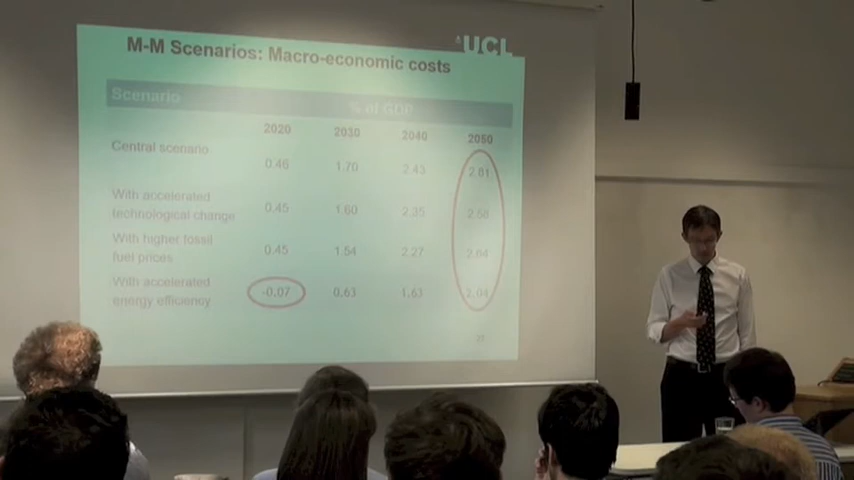 UCL
M-M Scenarios: Macro-economic costs
Scenario % of GDP
2020 2030 2040 2050
Central scenario
0.46 1.70 2.43 2.81
With accelerated
technological change 0.45 1.60 2.35 2.58
With higher fossil
fuel prices 0.45 1.54 2.27 2.64
With accelerated
energy efficiency -0.07 0.63 1.63 2.04